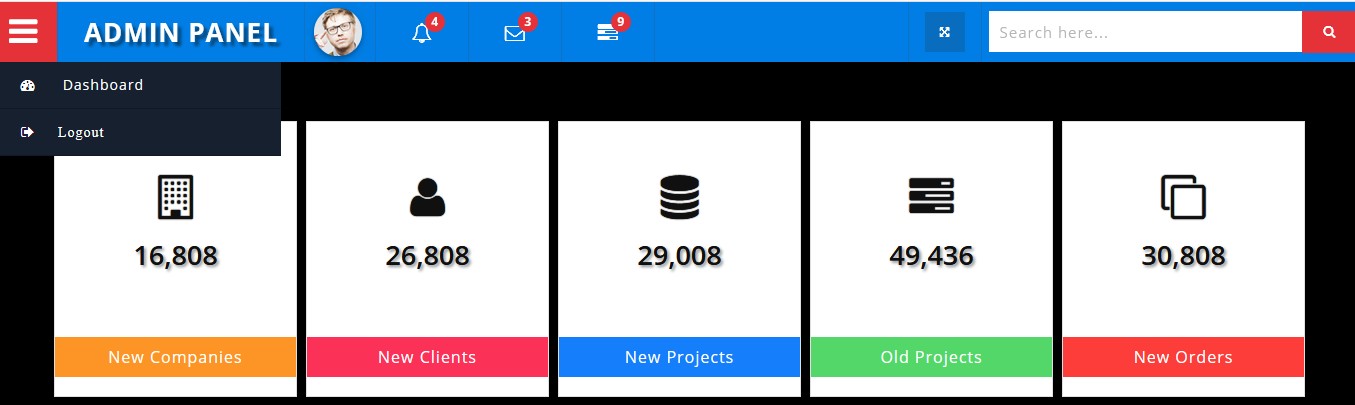 ADMIN PANEL
4
3
9
Search here...
Dashboard
Logout
16,808
26,808
29,008
49,436
30,808
New Companies
New Clients
New Projects
Old Projects
New Orders